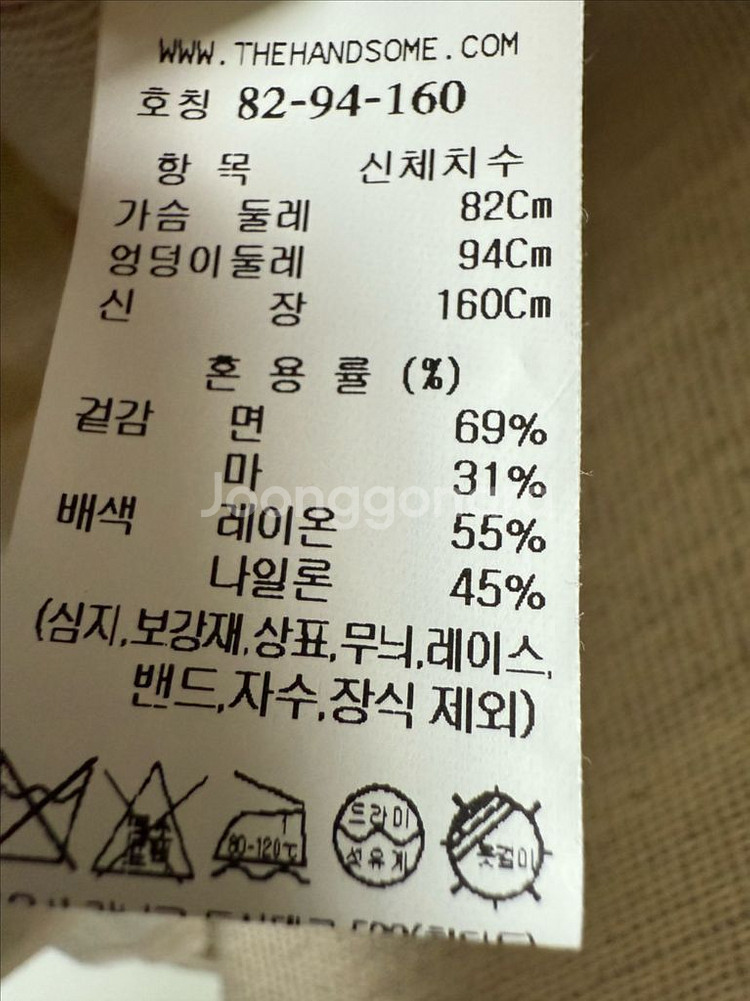 WWW.THEHANDSOME.COM
호칭 82-94-160
항 목 신체치수
가슴 둘레 82Cm
엉덩이둘레 94Cm
신 장 160Cm
혼 용 률 (%)
겉감 면 69%
마 31%
배색 레이온 55%
나일론 45%
(심지,보강재,상표,무늬,레이스,
밴드,자수,장식 제외)
80-120℃
드라이
석유계
옷걸이